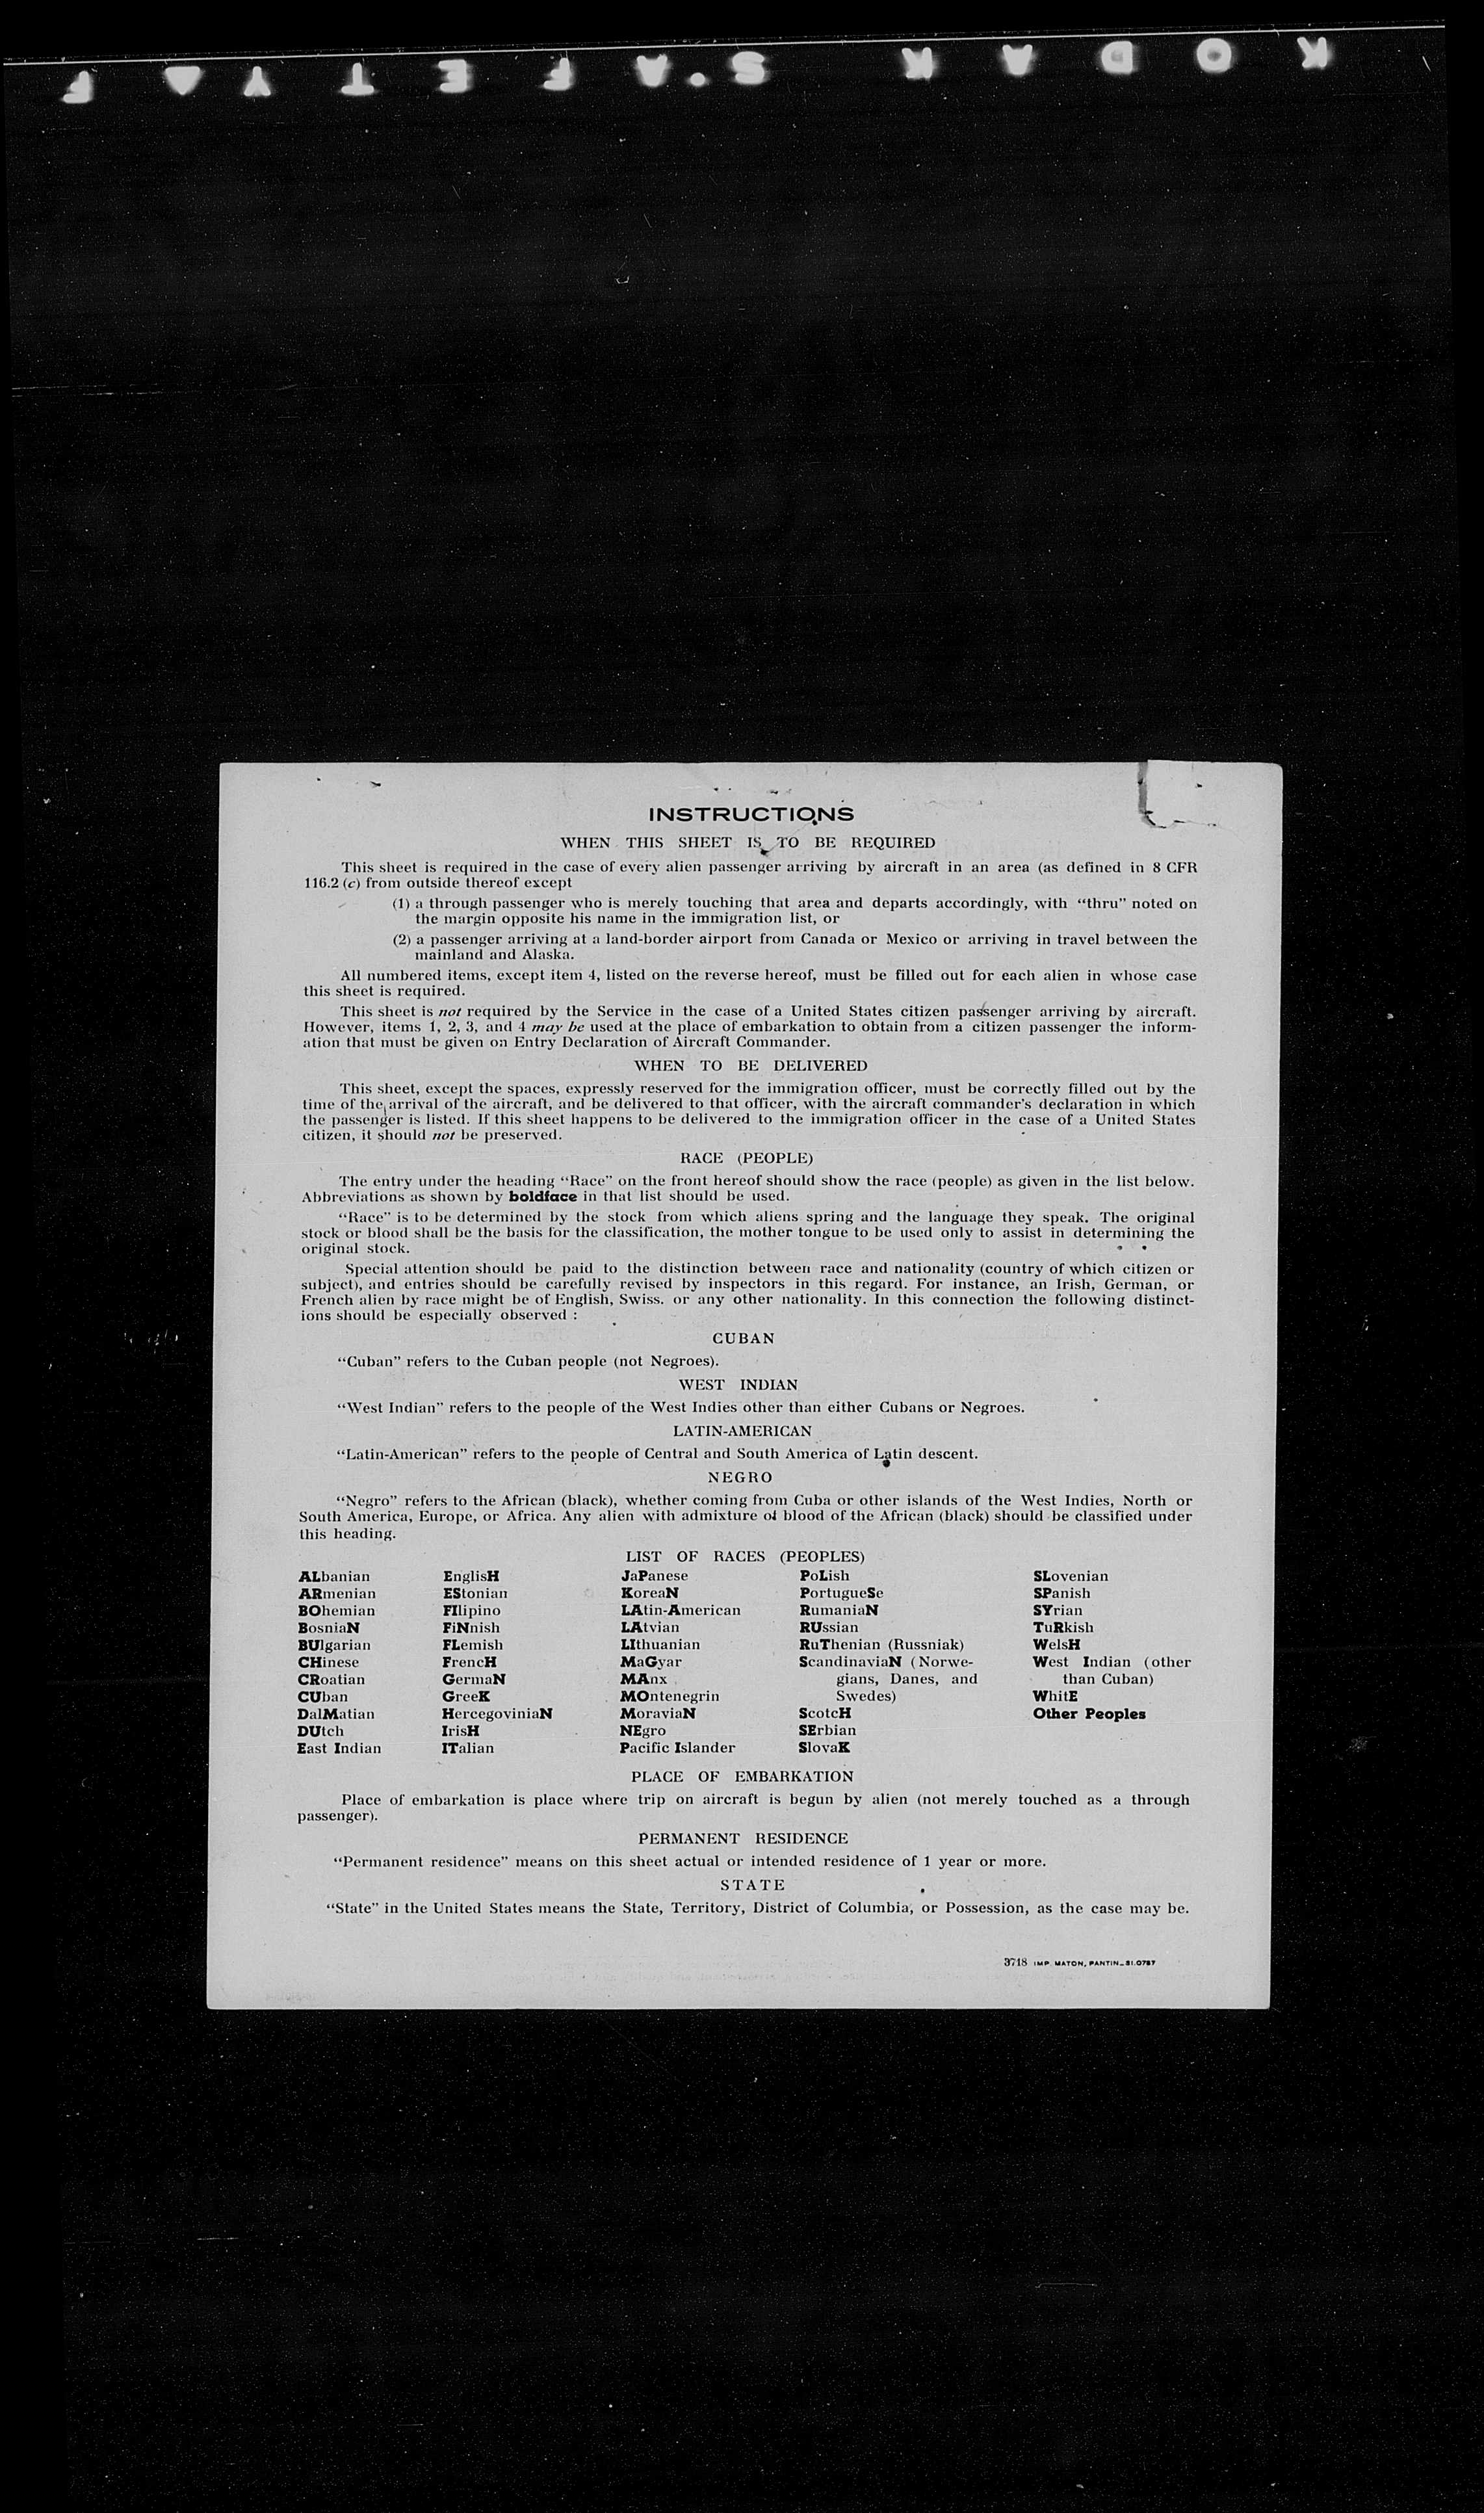 KODAK S.AFETY F
INSTRUCTIONS
WHEN THIS SHEET IS TO BE REQUIRED
This sheet is required in the case of every alien passenger arriving by aircraft in an area (as defined in 8 CFR
116.2 (c) from outside thereof except
(1) a through passenger who is merely touching that area and departs accordingly, with “thru” noted on
the margin opposite his name in the immigration list, or
(2) a passenger arriving at a land-border airport from Canada or Mexico or arriving in travel between the
mainland and Alaska.
All numbered items, except item 4, listed on the reverse hereof, must be filled out for each alien in whose case
this sheet is required.
This sheet is not required by the Service in the case of a United States citizen passenger arriving by aircraft.
However, items 1, 2, 3, and 4 may be used at the place of embarkation to obtain from a citizen passenger the inform-
ation that must be given on Entry Declaration of Aircraft Commander.
WHEN TO BE DELIVERED
This sheet, except the spaces, expressly reserved for the immigration officer, must be correctly filled out by the
time of the arrival of the aircraft, and be delivered to that officer, with the aircraft commander's declaration in which
the passenger is listed. If this sheet happens to be delivered to the immigration officer in the case of a United States
citizen, it should not be preserved.
RACE (PEOPLE)
The entry under the heading “Race” on the front hereof should show the race (people) as given in the list below.
Abbreviations as shown by boldface in that list should be used.
“Race” is to be determined by the stock from which aliens spring and the language they speak. The original
stock or blood shall be the basis for the classification, the mother tongue to be used only to assist in determining the
original stock.
Special attention should be paid to the distinction between race and nationality (country of which citizen or
subject), and entries should be carefully revised by inspectors in this regard. For instance, an Irish, German, or
French alien by race might be of English, Swiss. or any other nationality. In this connection the following distinct-
ions should be especially observed :
CUBAN
“Cuban” refers to the Cuban people (not Negroes).
WEST INDIAN
“West Indian” refers to the people of the West Indies other than either Cubans or Negroes.
LATIN-AMERICAN
“Latin-American” refers to the people of Central and South America of Latin descent.
NEGRO
“Negro” refers to the African (black), whether coming from Cuba or other islands of the West Indies, North or
South America, Europe, or Africa. Any alien with admixture of blood of the African (black) should be classified under
this heading.
LIST OF RACES (PEOPLES)
ALbanian
ARmenian
BOhemian
BosniaN
BUlgarian
CHinese
CRoatian
CUban
DalMatian
DUtch
East Indian
EnglisH
EStonian
FIlipino
FiNnish
FLemish
FrencH
GermaN
GreeK
HercegoviniaN
IrisH
ITalian
JaPanese
KoreaN
LAtin-American
LAtvian
LIthuanian
MaGyar
MAnx
MOntenegrin
MoraviaN
NEgro
Pacific Islander
PoLish
PortugueSe
RumaniaN
RUssian
RuThenian (Russniak)
ScandinaviaN (Norwe-
gians, Danes, and
Swedes)
ScotcH
SErbian
SlovaK
SLovenian
SPanish
SYrian
TuRkish
WelsH
West Indian (other
than Cuban)
WhitE
Other Peoples
PLACE OF EMBARKATION
Place of embarkation is place where trip on aircraft is begun by alien (not merely touched as a through
passenger).
PERMANENT RESIDENCE
“Permanent residence” means on this sheet actual or intended residence of 1 year or more.
STATE
“State” in the United States means the State, Territory, District of Columbia, or Possession, as the case may be.
3718 IMP. MATON, PANTIN_31.0787